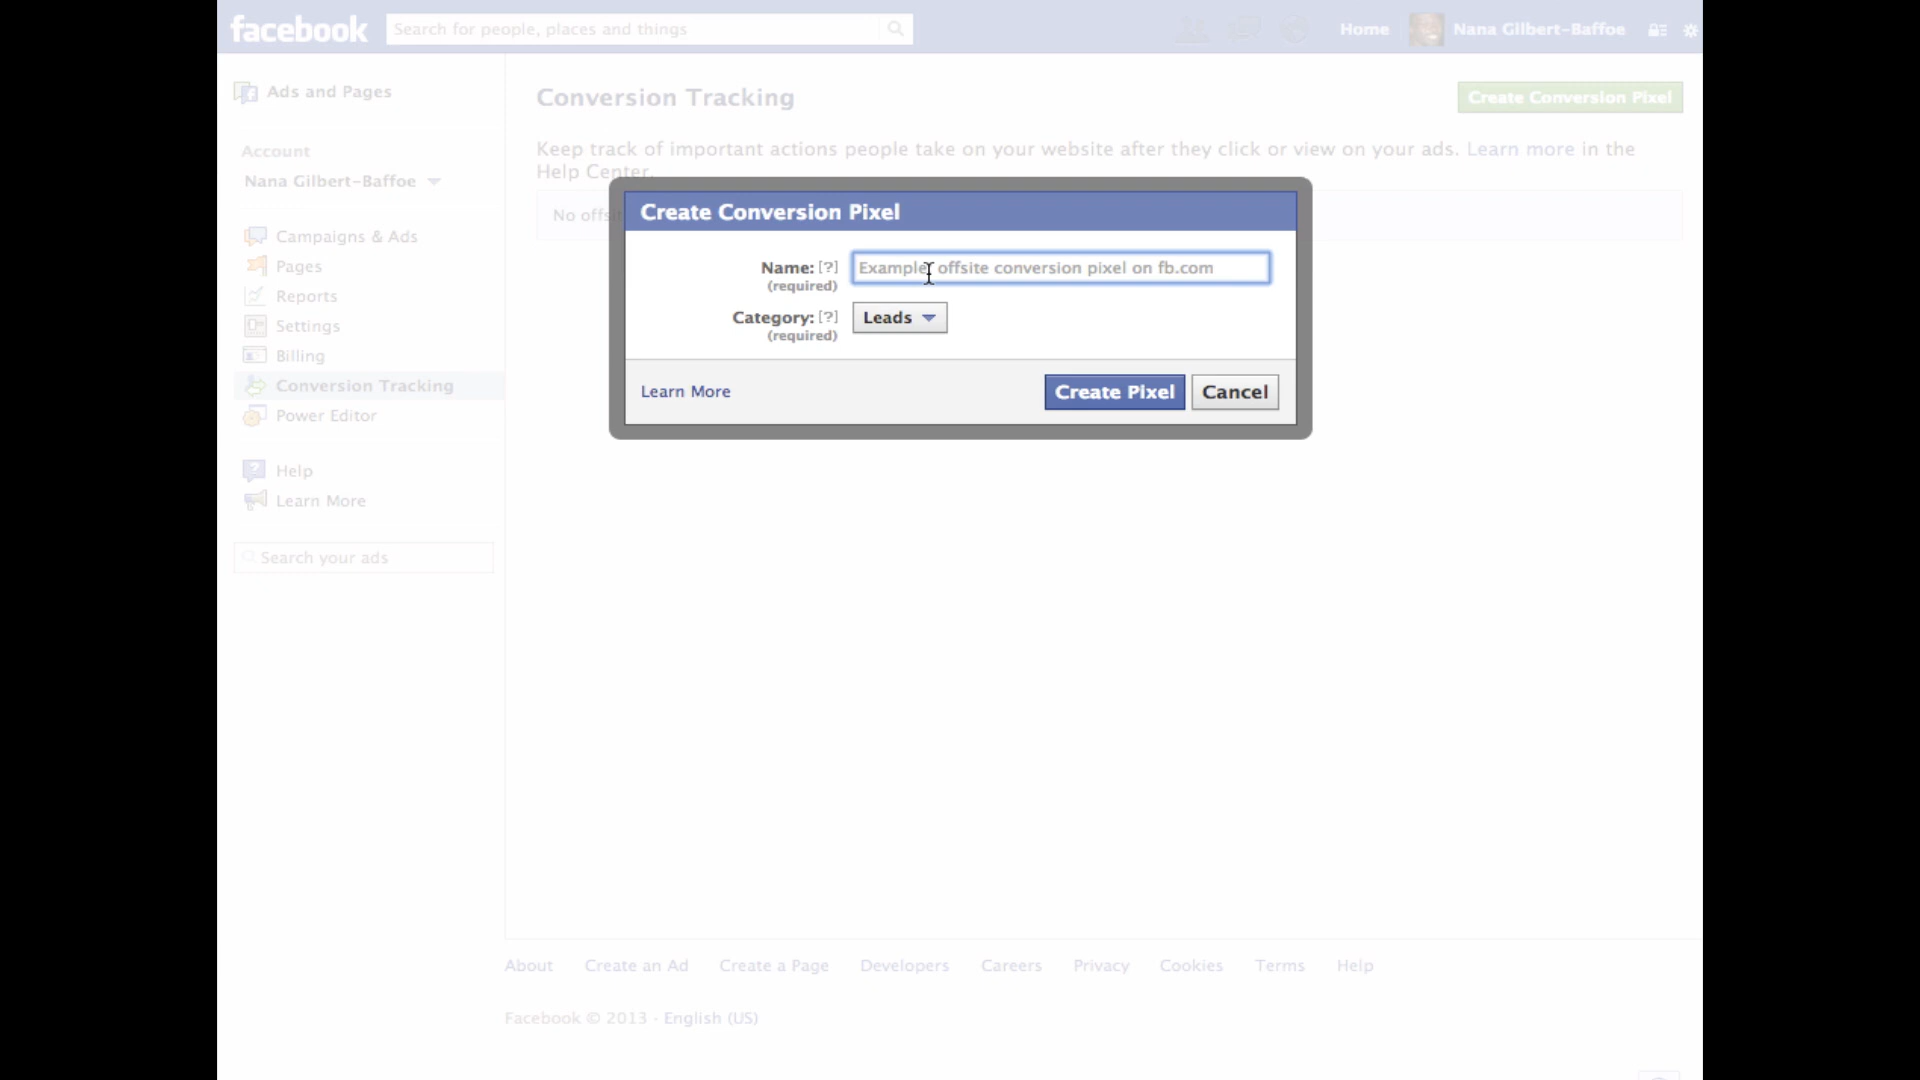 facebook
Search for people, places and things
Home
Nana Gilbert-Baffoe
Ads and Pages
Account
Nana Gilbert-Baffoe
Campaigns & Ads
Pages
Reports
Settings
Billing
Conversion Tracking
Power Editor
Help
Learn More
Search your ads
Conversion Tracking
Create Conversion Pixel
Keep track of important actions people take on your website after they click or view on your ads. Learn more in the
Help Center.
No
Create Conversion Pixel
Name: [?]
(required)
Example: offsite conversion pixel on fb.com
Category: [?]
(required)
Leads
Learn More
Create Pixel
Cancel
About Create an Ad Create a Page Developers Careers Privacy Cookies Terms Help
Facebook © 2013 · English (US)